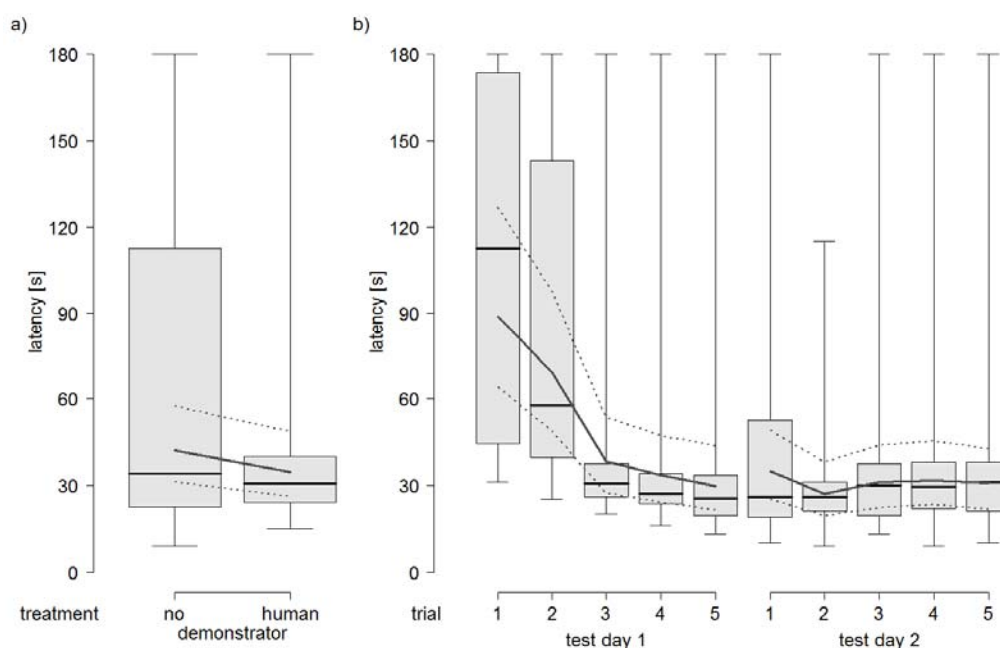 a)
180
150
120
90
60
30
0
latency [s]
treatment no human
demonstrator
b)
180
150
120
90
60
30
0
latency [s]
trial 1 2 3 4 5 1 2 3 4 5
test day 1 test day 2